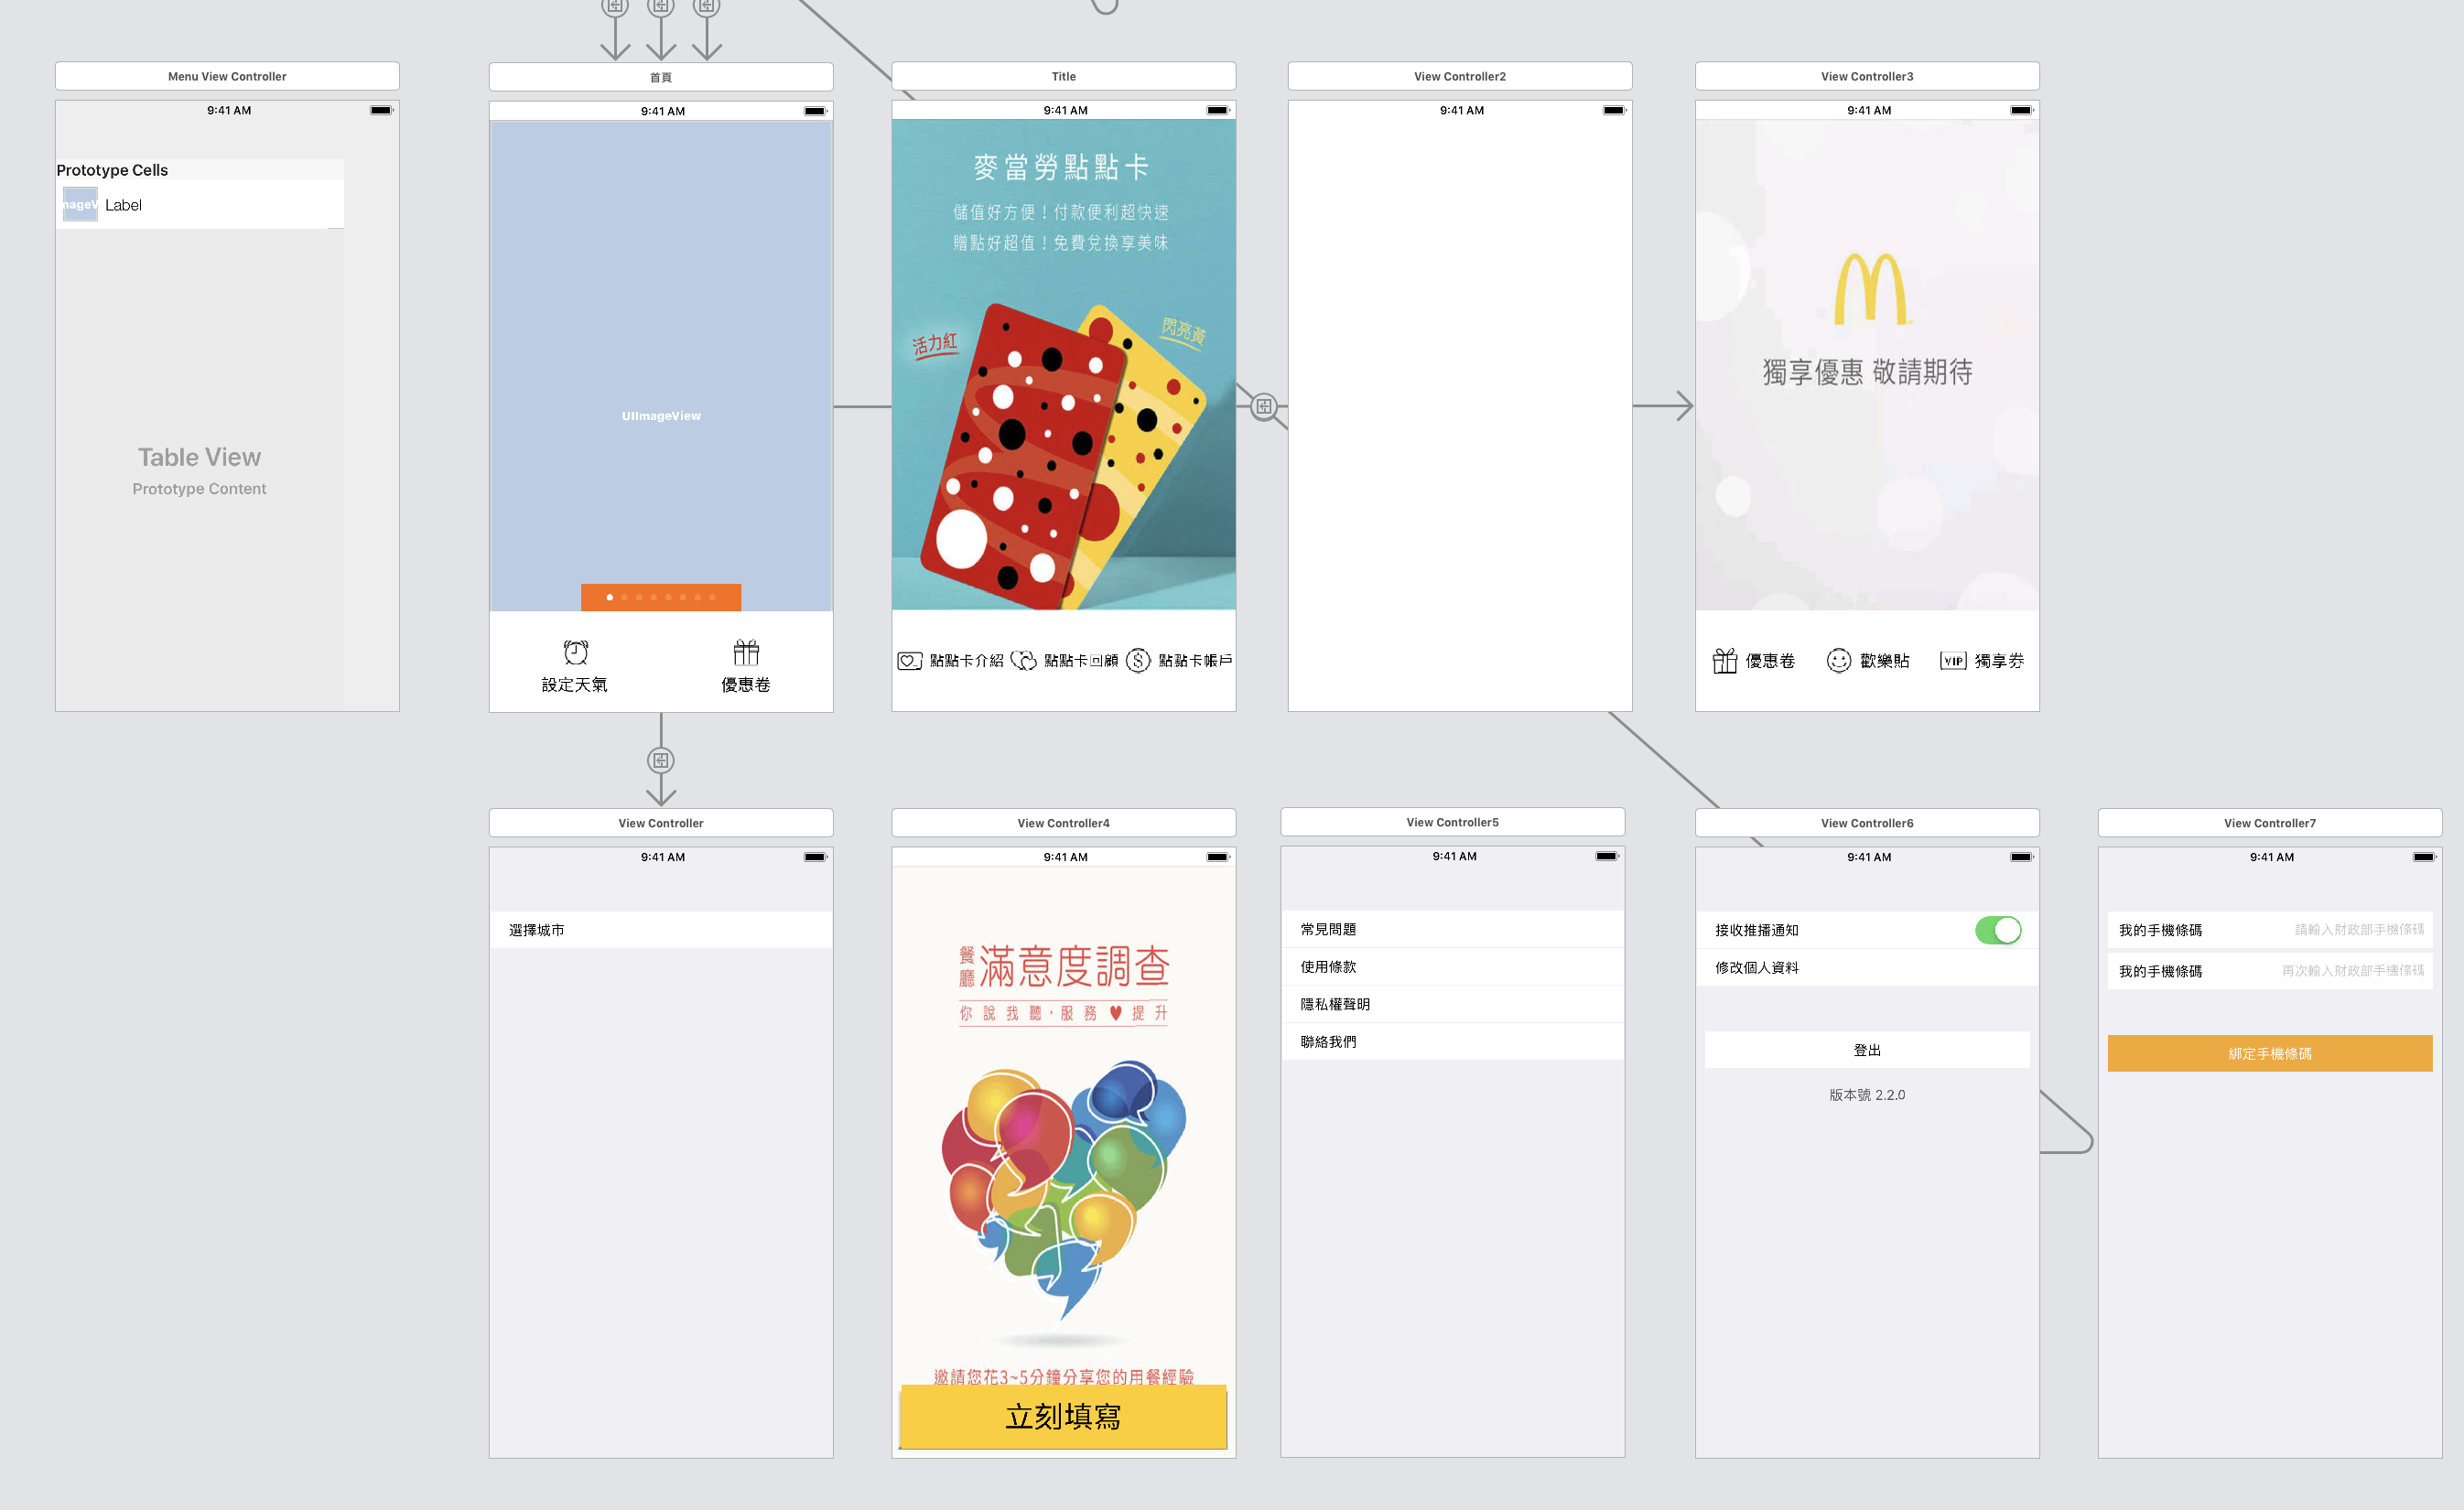 Menu View Controller
9:41 AM
Prototype Cells
Label
Table View
Prototype Content
首頁
9:41 AM
UIImageView
設定天氣
優惠卷
Title
9:41 AM
麥當勞點點卡
儲值好方便！付款便利超快速
贈點好超值！免費兌換享美味
活力紅
閃亮黃
點點卡介紹
點點卡回顧
點點卡帳戶
View Controller2
9:41 AM
View Controller3
9:41 AM
獨享優惠 敬請期待
優惠卷
歡樂貼
VIP
獨享券
View Controller
9:41 AM
選擇城市
View Controller4
9:41 AM
餐廳
滿意度調查
你說我聽，服務♥提升
邀請您花3~5分鐘分享您的用餐經驗
立刻填寫
View Controller5
9:41 AM
常見問題
使用條款
隱私權聲明
聯絡我們
View Controller6
9:41 AM
接收推播通知
修改個人資料
登出
版本號 2.2.0
View Controller7
9:41 AM
我的手機條碼 請輸入財政部手機條碼
我的手機條碼 再次輸入財政部手機條碼
綁定手機條碼